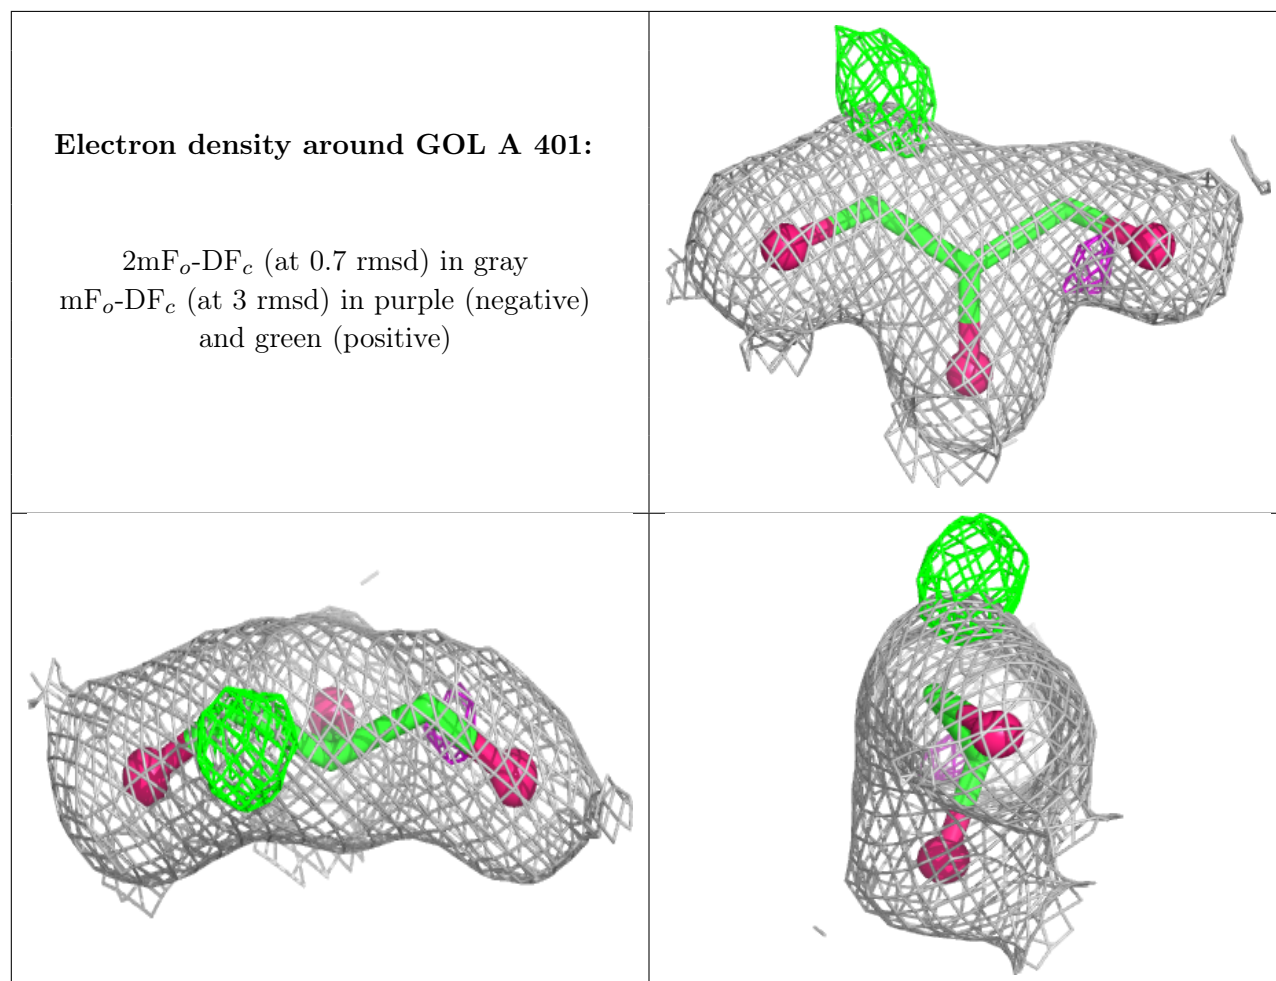 Electron density around GOL A 401:
2mFₒ-DF𝒸 (at 0.7 rmsd) in gray
mFₒ-DF𝒸 (at 3 rmsd) in purple (negative)
and green (positive)